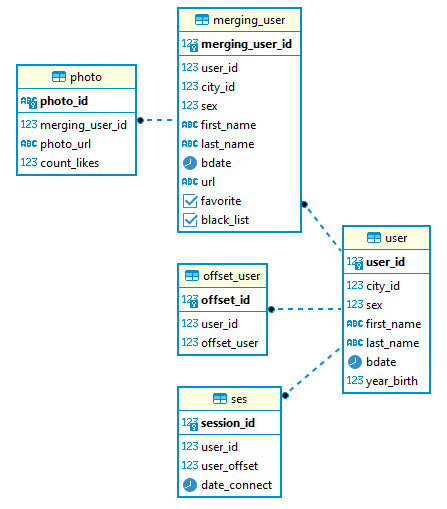 merging_user
123 merging_user_id
123 user_id
123 city_id
123 sex
ABC first_name
ABC last_name
bdate
ABC url
favorite
black_list
photo
ABC photo_id
123 merging_user_id
ABC photo_url
123 count_likes
user
123 user_id
123 city_id
123 sex
ABC first_name
ABC last_name
bdate
123 year_birth
offset_user
123 offset_id
123 user_id
123 offset_user
ses
123 session_id
123 user_id
123 user_offset
date_connect